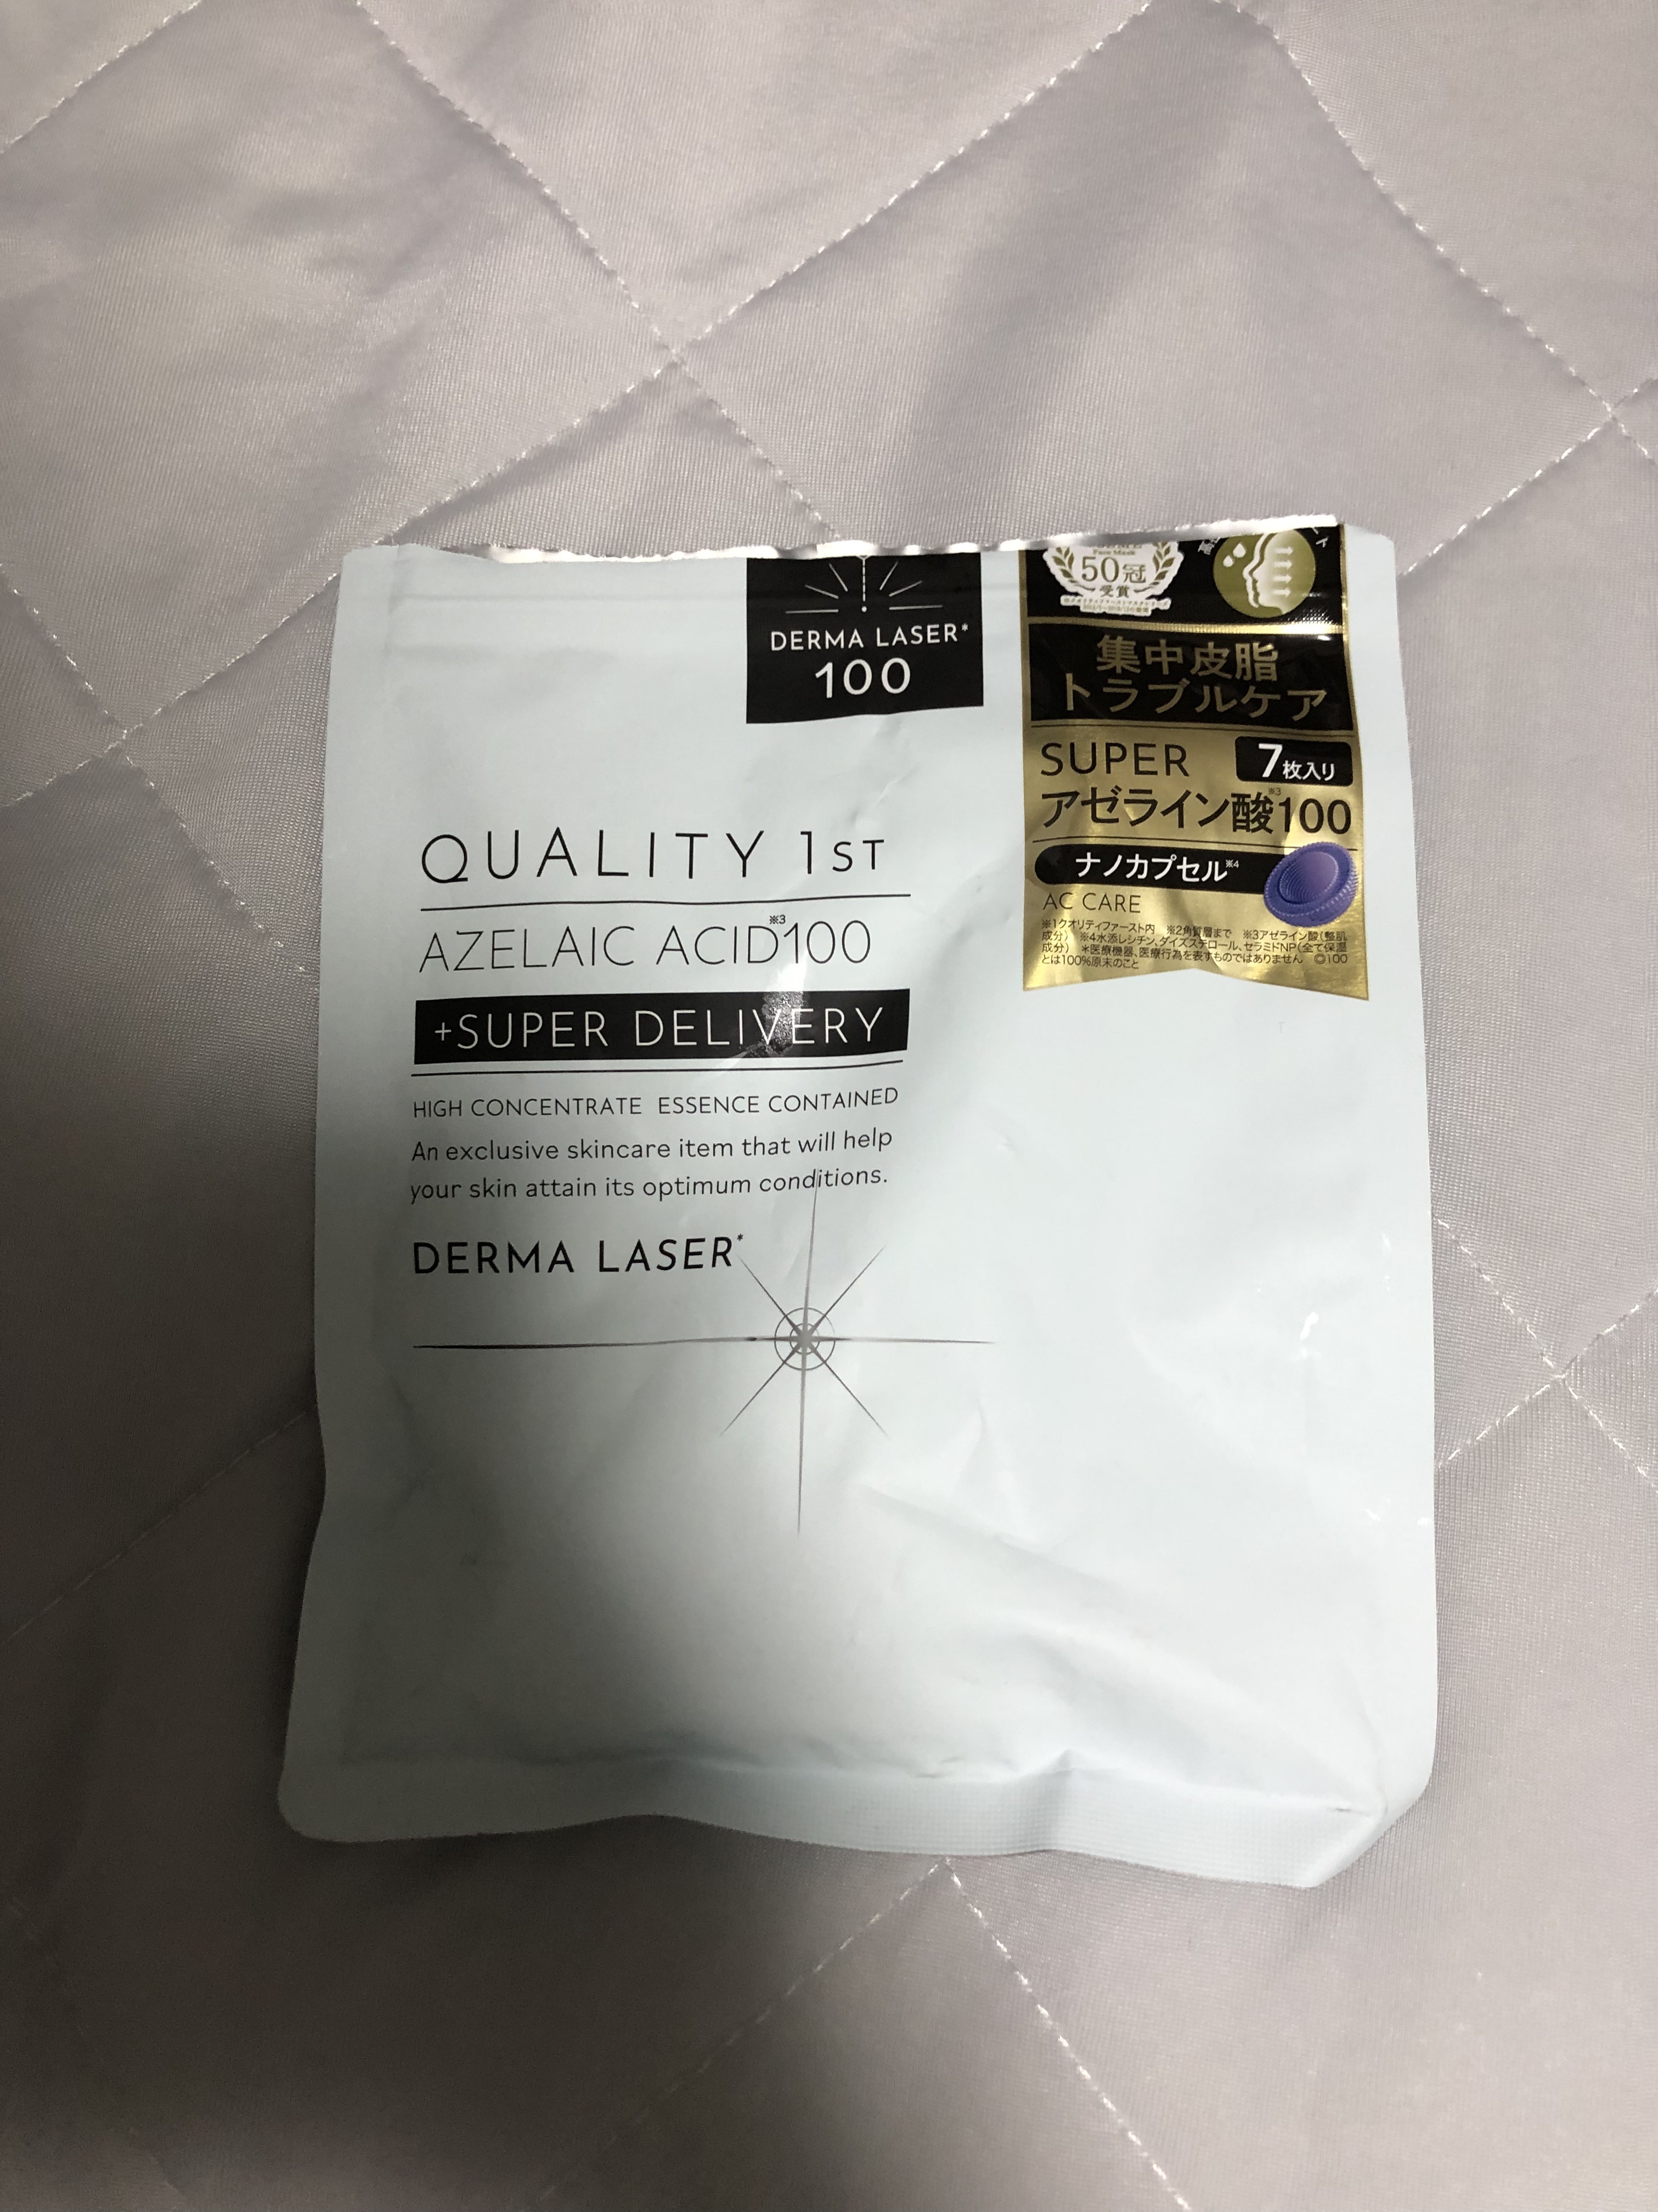 DERMA LASER*
100
Face Mask
50冠
受賞
集中皮脂
トラブルケア
SUPER 7枚入り
アゼライン酸※3100
ナノカプセル※4
AC CARE
※1クオリティファースト内 ※2角質層まで ※3アゼライン酸(整肌
成分) ※4水添レシチン、ダイズステロール、セラミドNP(全て保湿
成分) *医療機器、医療行為を表すものではありません ◎100
とは100%原末のこと
QUALITY 1ST
AZELAIC ACID※3100
+SUPER DELIVERY
HIGH CONCENTRATE ESSENCE CONTAINED
An exclusive skincare item that will help
your skin attain its optimum conditions.
DERMA LASER*